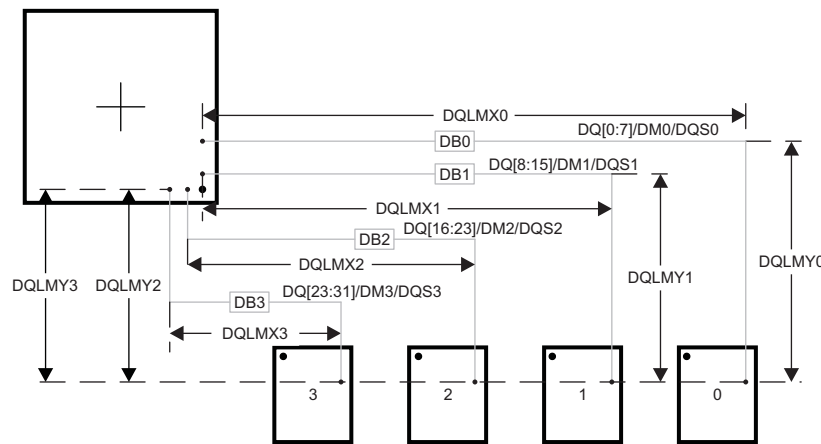 DQLMX0
DQ[0:7]/DM0/DQS0
DB0
DQ[8:15]/DM1/DQS1
DB1
DQLMX1
DQ[16:23]/DM2/DQS2
DB2
DQLMX2
DQLMY0
DQLMY1
DQLMY3
DQLMY2
DQ[23:31]/DM3/DQS3
DB3
DQLMX3
3
2
1
0